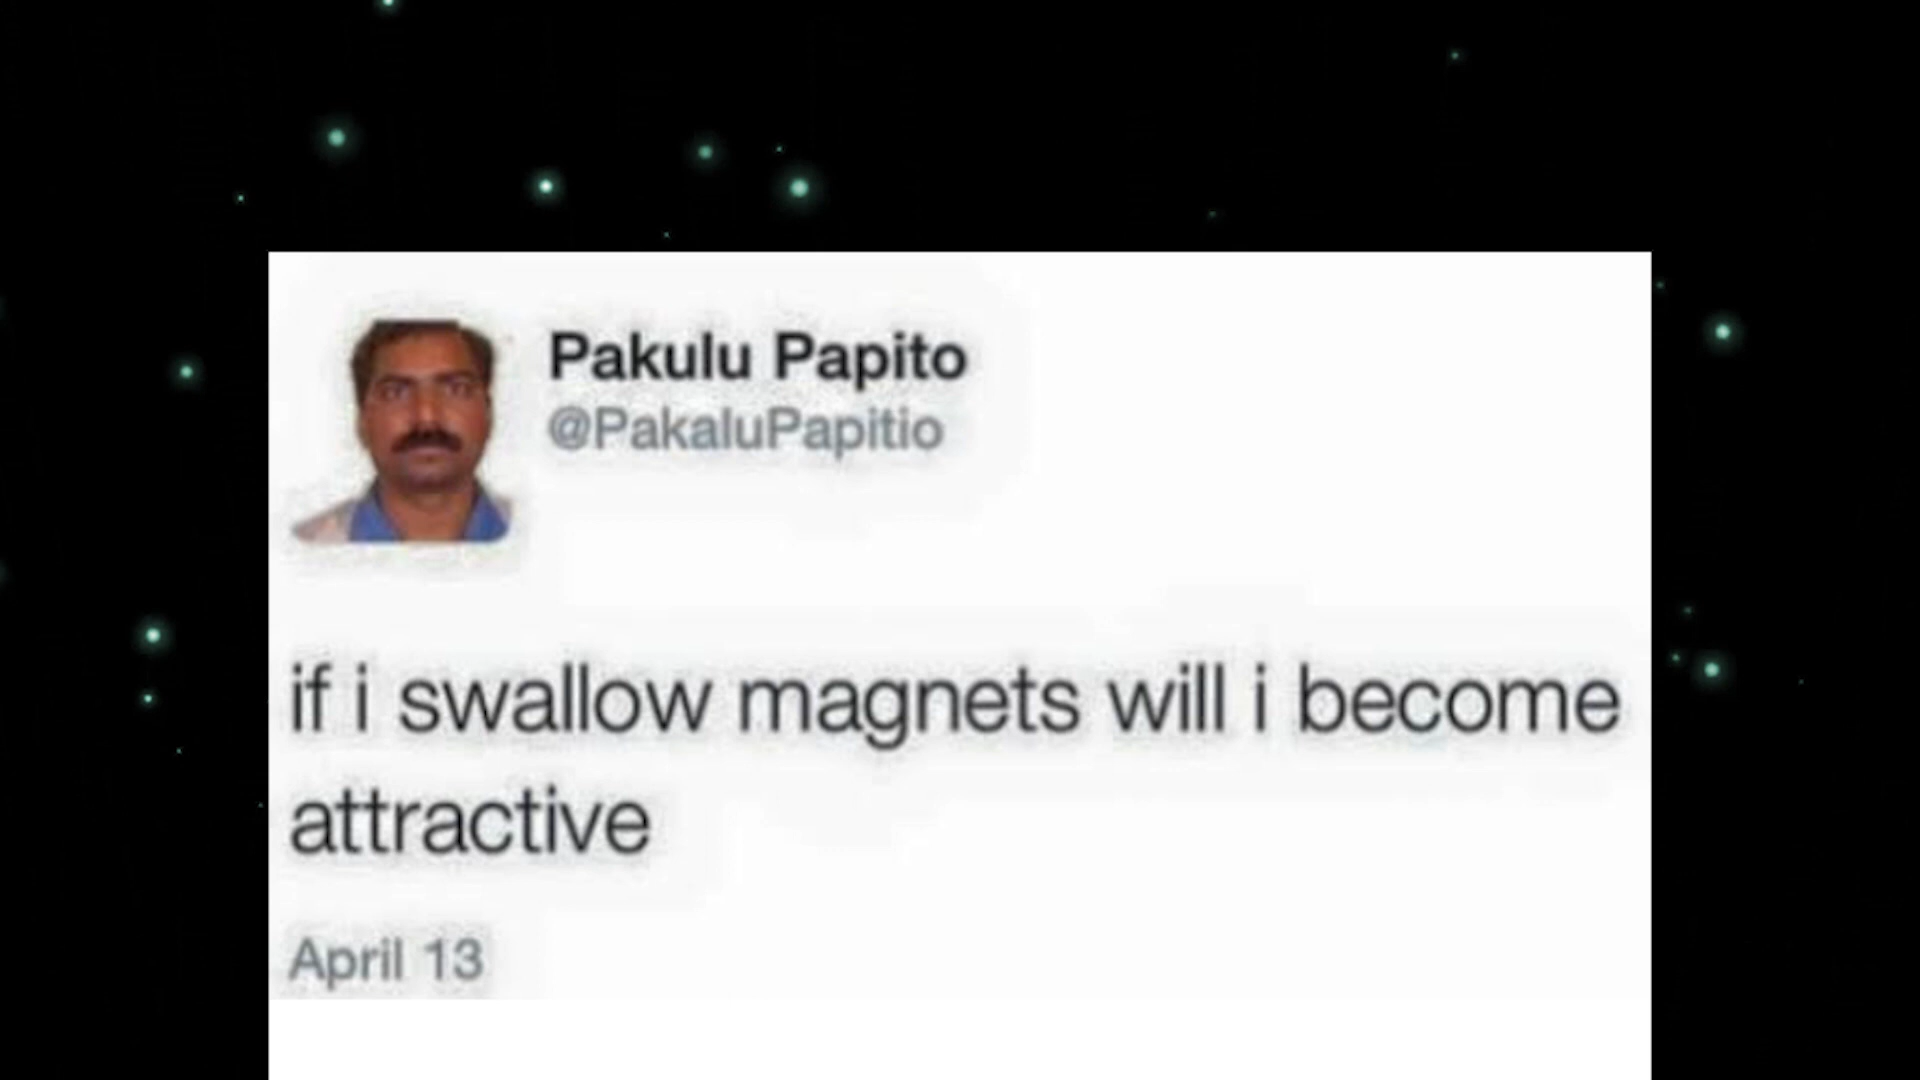 Pakulu Papito
@PakaluPapitio
if i swallow magnets will i become
attractive
April 13